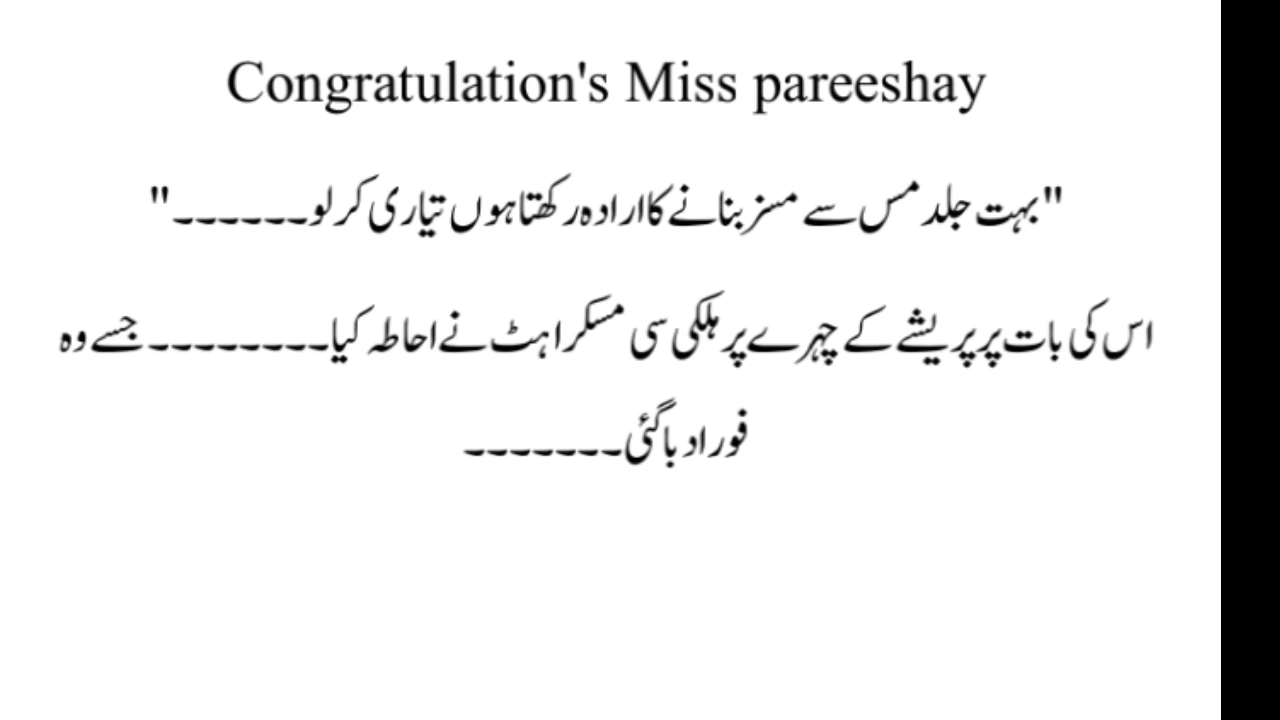 Congratulation's Miss pareeshay
"بہت جلد مس سے مسز بنانے کا ارادہ رکھتا ہوں تیاری کر لو۔۔۔۔۔۔"
اس کی بات پر پریشے کے چہرے پر ہلکی سی مسکراہٹ نے احاطہ کیا۔۔۔۔۔۔۔۔ جسے وہ
فورا دبا گئی۔۔۔۔۔۔۔